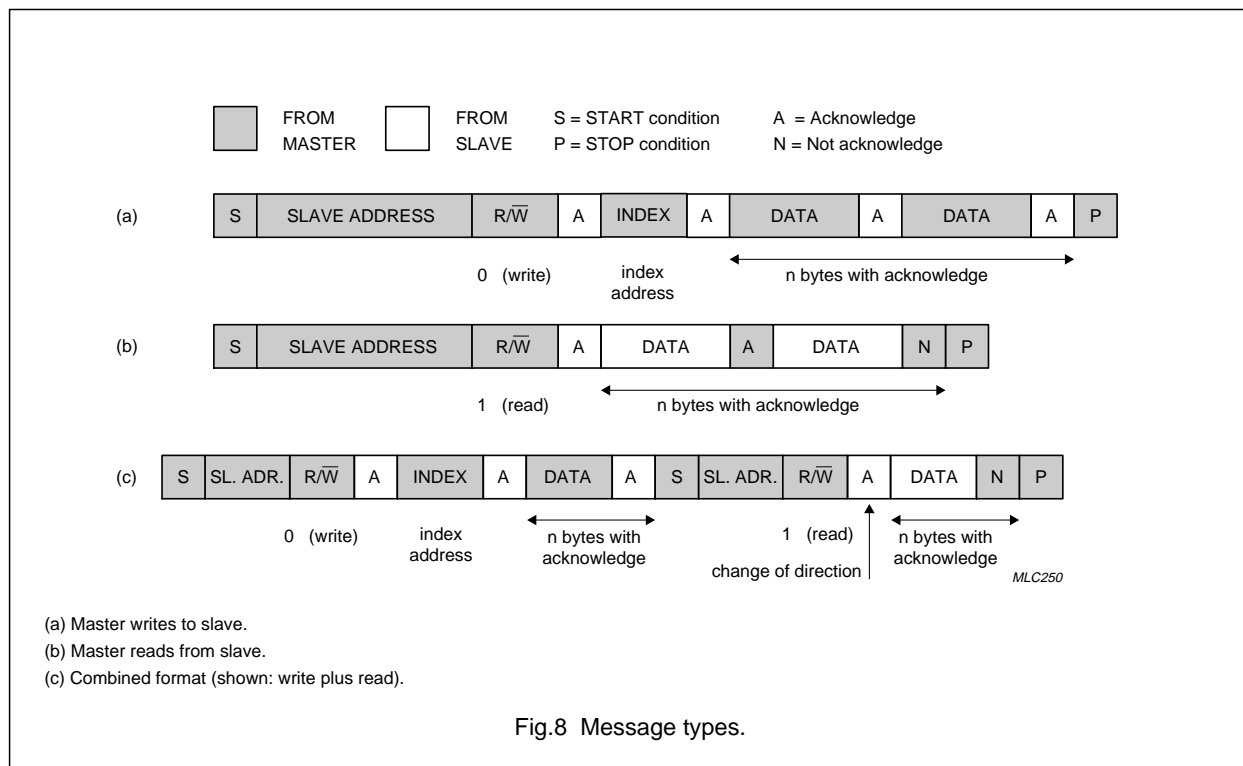 FROM MASTER FROM SLAVE S = START condition A = Acknowledge
P = STOP condition N = Not acknowledge
(a) S SLAVE ADDRESS R/W̅ A INDEX A DATA A DATA A P
0 (write) index address n bytes with acknowledge
(b) S SLAVE ADDRESS R/W̅ A DATA A DATA N P
1 (read) n bytes with acknowledge
(c) S SL. ADR. R/W̅ A INDEX A DATA A S SL. ADR. R/W̅ A DATA N P
0 (write) index address n bytes with acknowledge 1 (read) n bytes with acknowledge
change of direction
MLC250
(a) Master writes to slave.
(b) Master reads from slave.
(c) Combined format (shown: write plus read).
Fig.8 Message types.